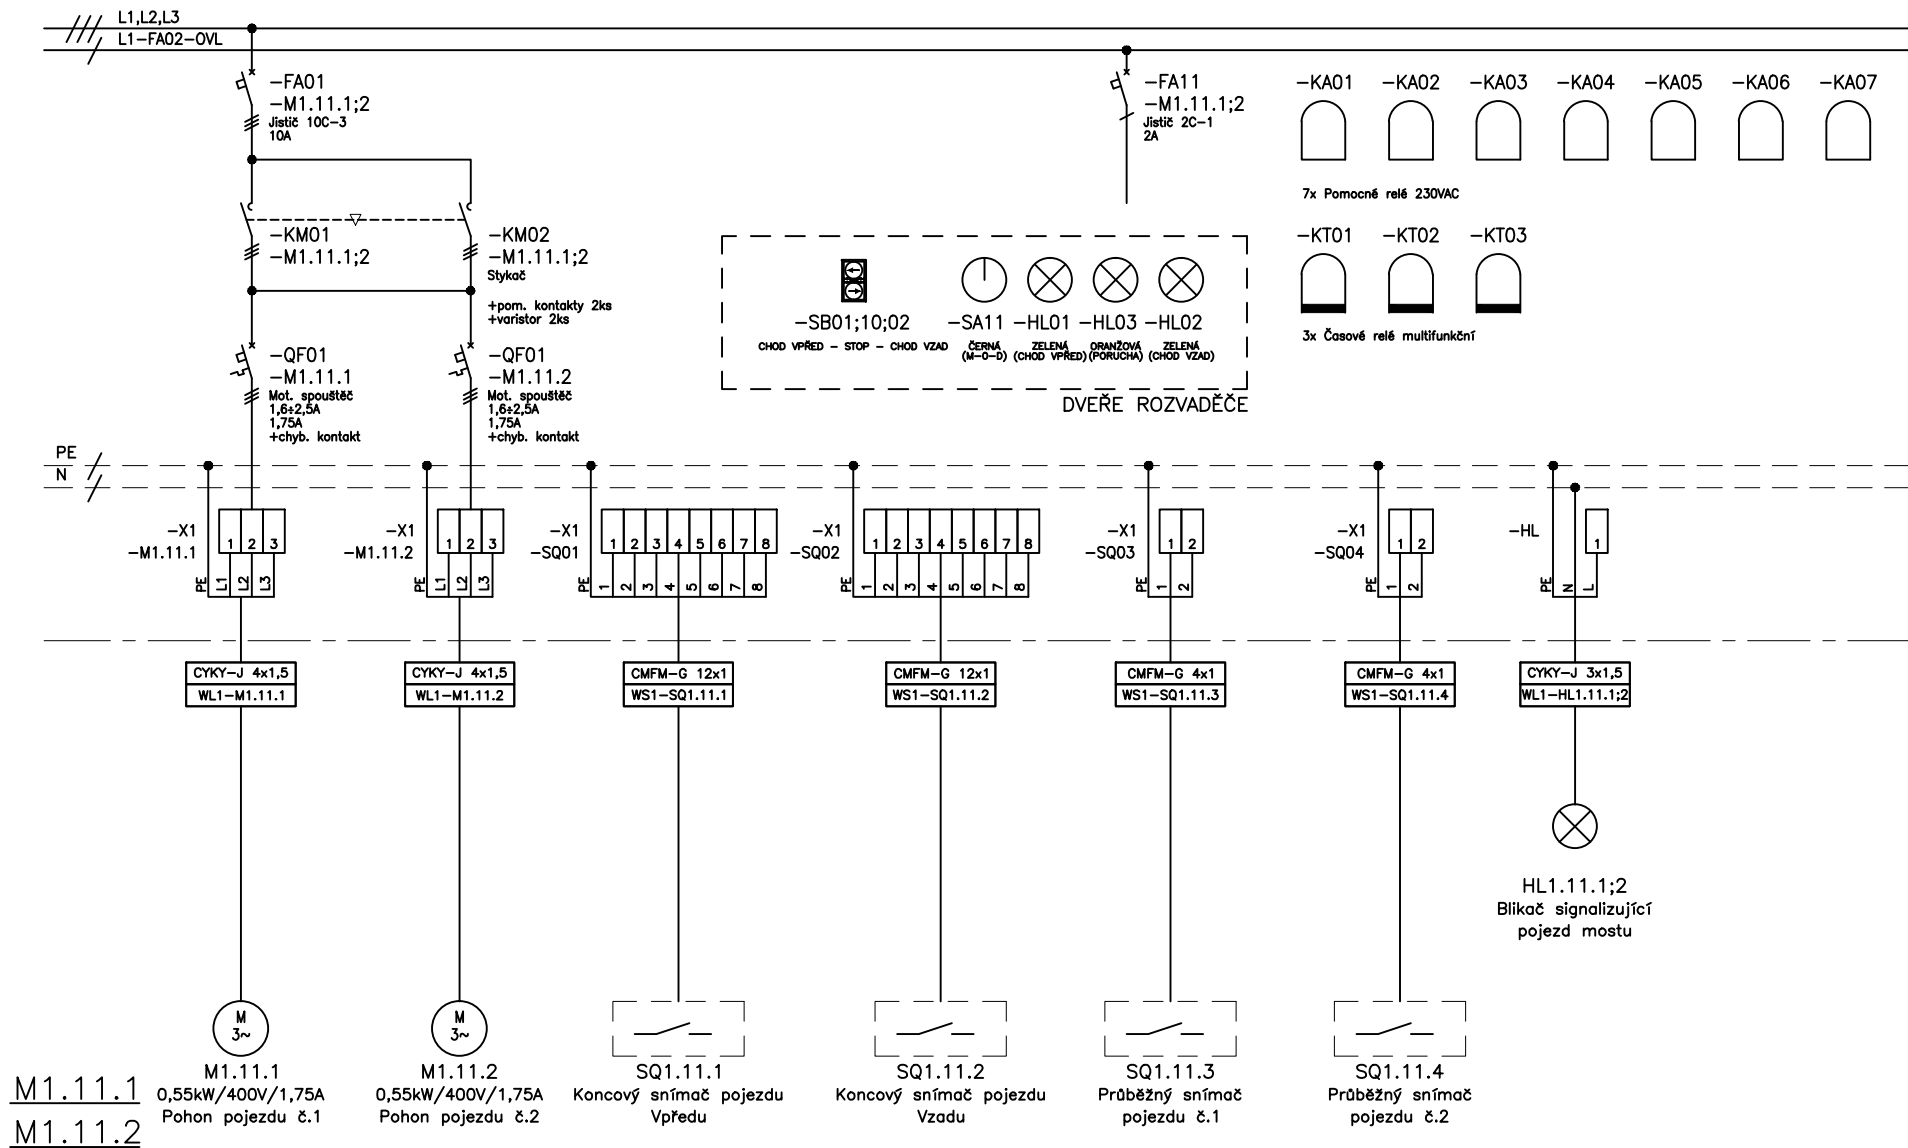 L1,L2,L3
L1-FA02-OVL
-FA01
-M1.11.1;2
Jistič 10C-3
10A
-FA11
-M1.11.1;2
Jistič 2C-1
2A
-KA01 -KA02 -KA03 -KA04 -KA05 -KA06 -KA07
7x Pomocné relé 230VAC
-KM01
-M1.11.1;2
-KM02
-M1.11.1;2
Stykač
+pom. kontakty 2ks
+varistor 2ks
-KT01 -KT02 -KT03
3x Časové relé multifunkční
-SB01;10;02
CHOD VPŘED - STOP - CHOD VZAD
-SA11
ČERNÁ
(M-O-D)
-HL01
ZELENÁ
(CHOD VPŘED)
-HL03
ORANŽOVÁ
(PORUCHA)
-HL02
ZELENÁ
(CHOD VZAD)
DVEŘE ROZVADĚČE
-QF01
-M1.11.1
Mot. spouštěč
1,6÷2,5A
1,75A
+chyb. kontakt
-QF01
-M1.11.2
Mot. spouštěč
1,6÷2,5A
1,75A
+chyb. kontakt
PE
N
-X1
-M1.11.1
1 2 3
PE L1 L2 L3
-X1
-M1.11.2
1 2 3
PE L1 L2 L3
-X1
-SQ01
1 2 3 4 5 6 7 8
PE 1 2 3 4 5 6 7 8
-X1
-SQ02
1 2 3 4 5 6 7 8
PE 1 2 3 4 5 6 7 8
-X1
-SQ03
1 2
PE 1 2
-X1
-SQ04
1 2
PE 1 2
-HL
1
PE N L
CYKY-J 4x1,5
WL1-M1.11.1
CYKY-J 4x1,5
WL1-M1.11.2
CMFM-G 12x1
WS1-SQ1.11.1
CMFM-G 12x1
WS1-SQ1.11.2
CMFM-G 4x1
WS1-SQ1.11.3
CMFM-G 4x1
WS1-SQ1.11.4
CYKY-J 3x1,5
WL1-HL1.11.1;2
HL1.11.1;2
Blikač signalizující
pojezd mostu
M
3~
M1.11.1
0,55kW/400V/1,75A
Pohon pojezdu č.1
M
3~
M1.11.2
0,55kW/400V/1,75A
Pohon pojezdu č.2
SQ1.11.1
Koncový snímač pojezdu
Vpředu
SQ1.11.2
Koncový snímač pojezdu
Vzadu
SQ1.11.3
Průběžný snímač
pojezdu č.1
SQ1.11.4
Průběžný snímač
pojezdu č.2
M1.11.1
M1.11.2